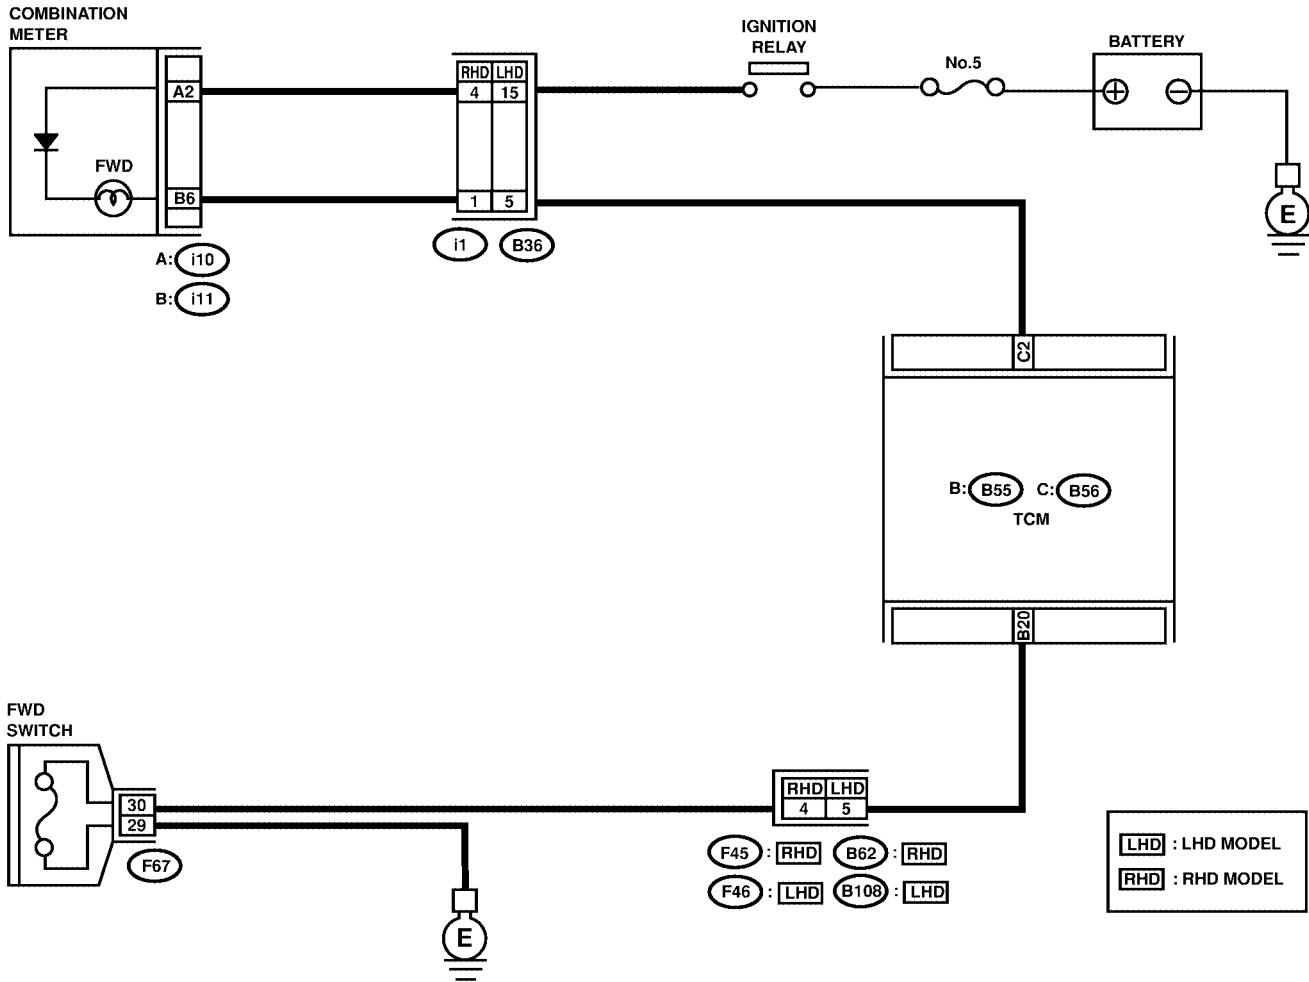 COMBINATION
METER
IGNITION
RELAY
No.5
BATTERY
RHD LHD
A2
4 15
+ −
FWD
B6
1 5
E
i1 B36
A: i10
B: i11
C2
B: B55 C: B56
TCM
B20
FWD
SWITCH
RHD LHD
30
4 5
29
F67
F45 : RHD B62 : RHD
F46 : LHD B108 : LHD
LHD : LHD MODEL
RHD : RHD MODEL
E